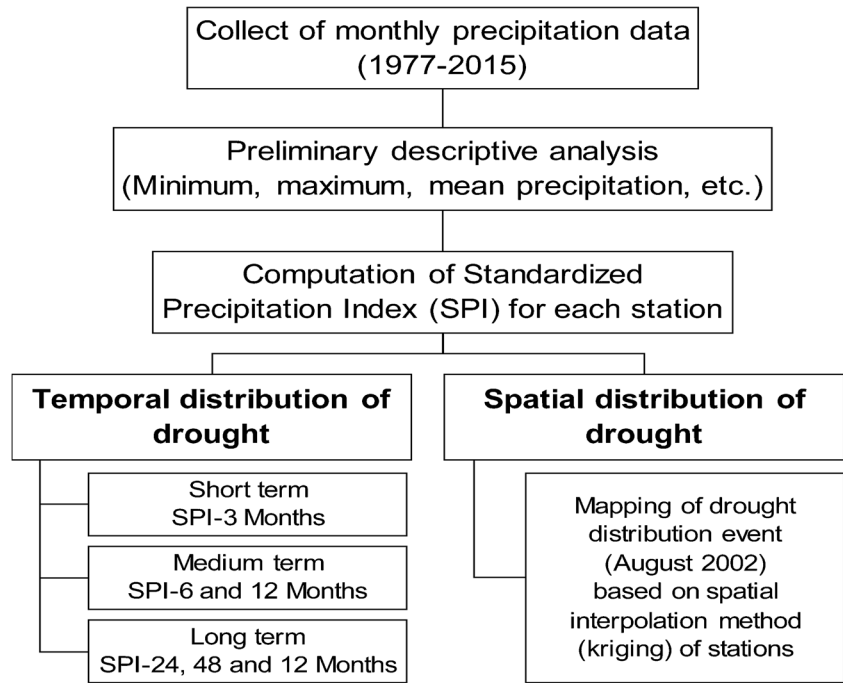 Collect of monthly precipitation data
(1977-2015)
Preliminary descriptive analysis
(Minimum, maximum, mean precipitation, etc.)
Computation of Standardized
Precipitation Index (SPI) for each station
Temporal distribution of
drought
Short term
SPI-3 Months
Medium term
SPI-6 and 12 Months
Long term
SPI-24, 48 and 12 Months
Spatial distribution of
drought
Mapping of drought
distribution event
(August 2002)
based on spatial
interpolation method
(kriging) of stations